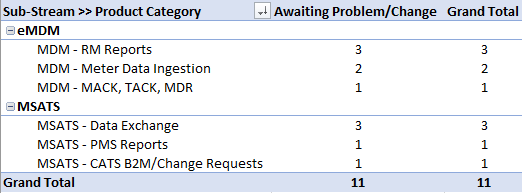 Sub-Stream >> Product Category Awaiting Problem/Change Grand Total
eMDM
MDM - RM Reports 3 3
MDM - Meter Data Ingestion 2 2
MDM - MACK, TACK, MDR 1 1
MSATS
MSATS - Data Exchange 3 3
MSATS - PMS Reports 1 1
MSATS - CATS B2M/Change Requests 1 1
Grand Total 11 11